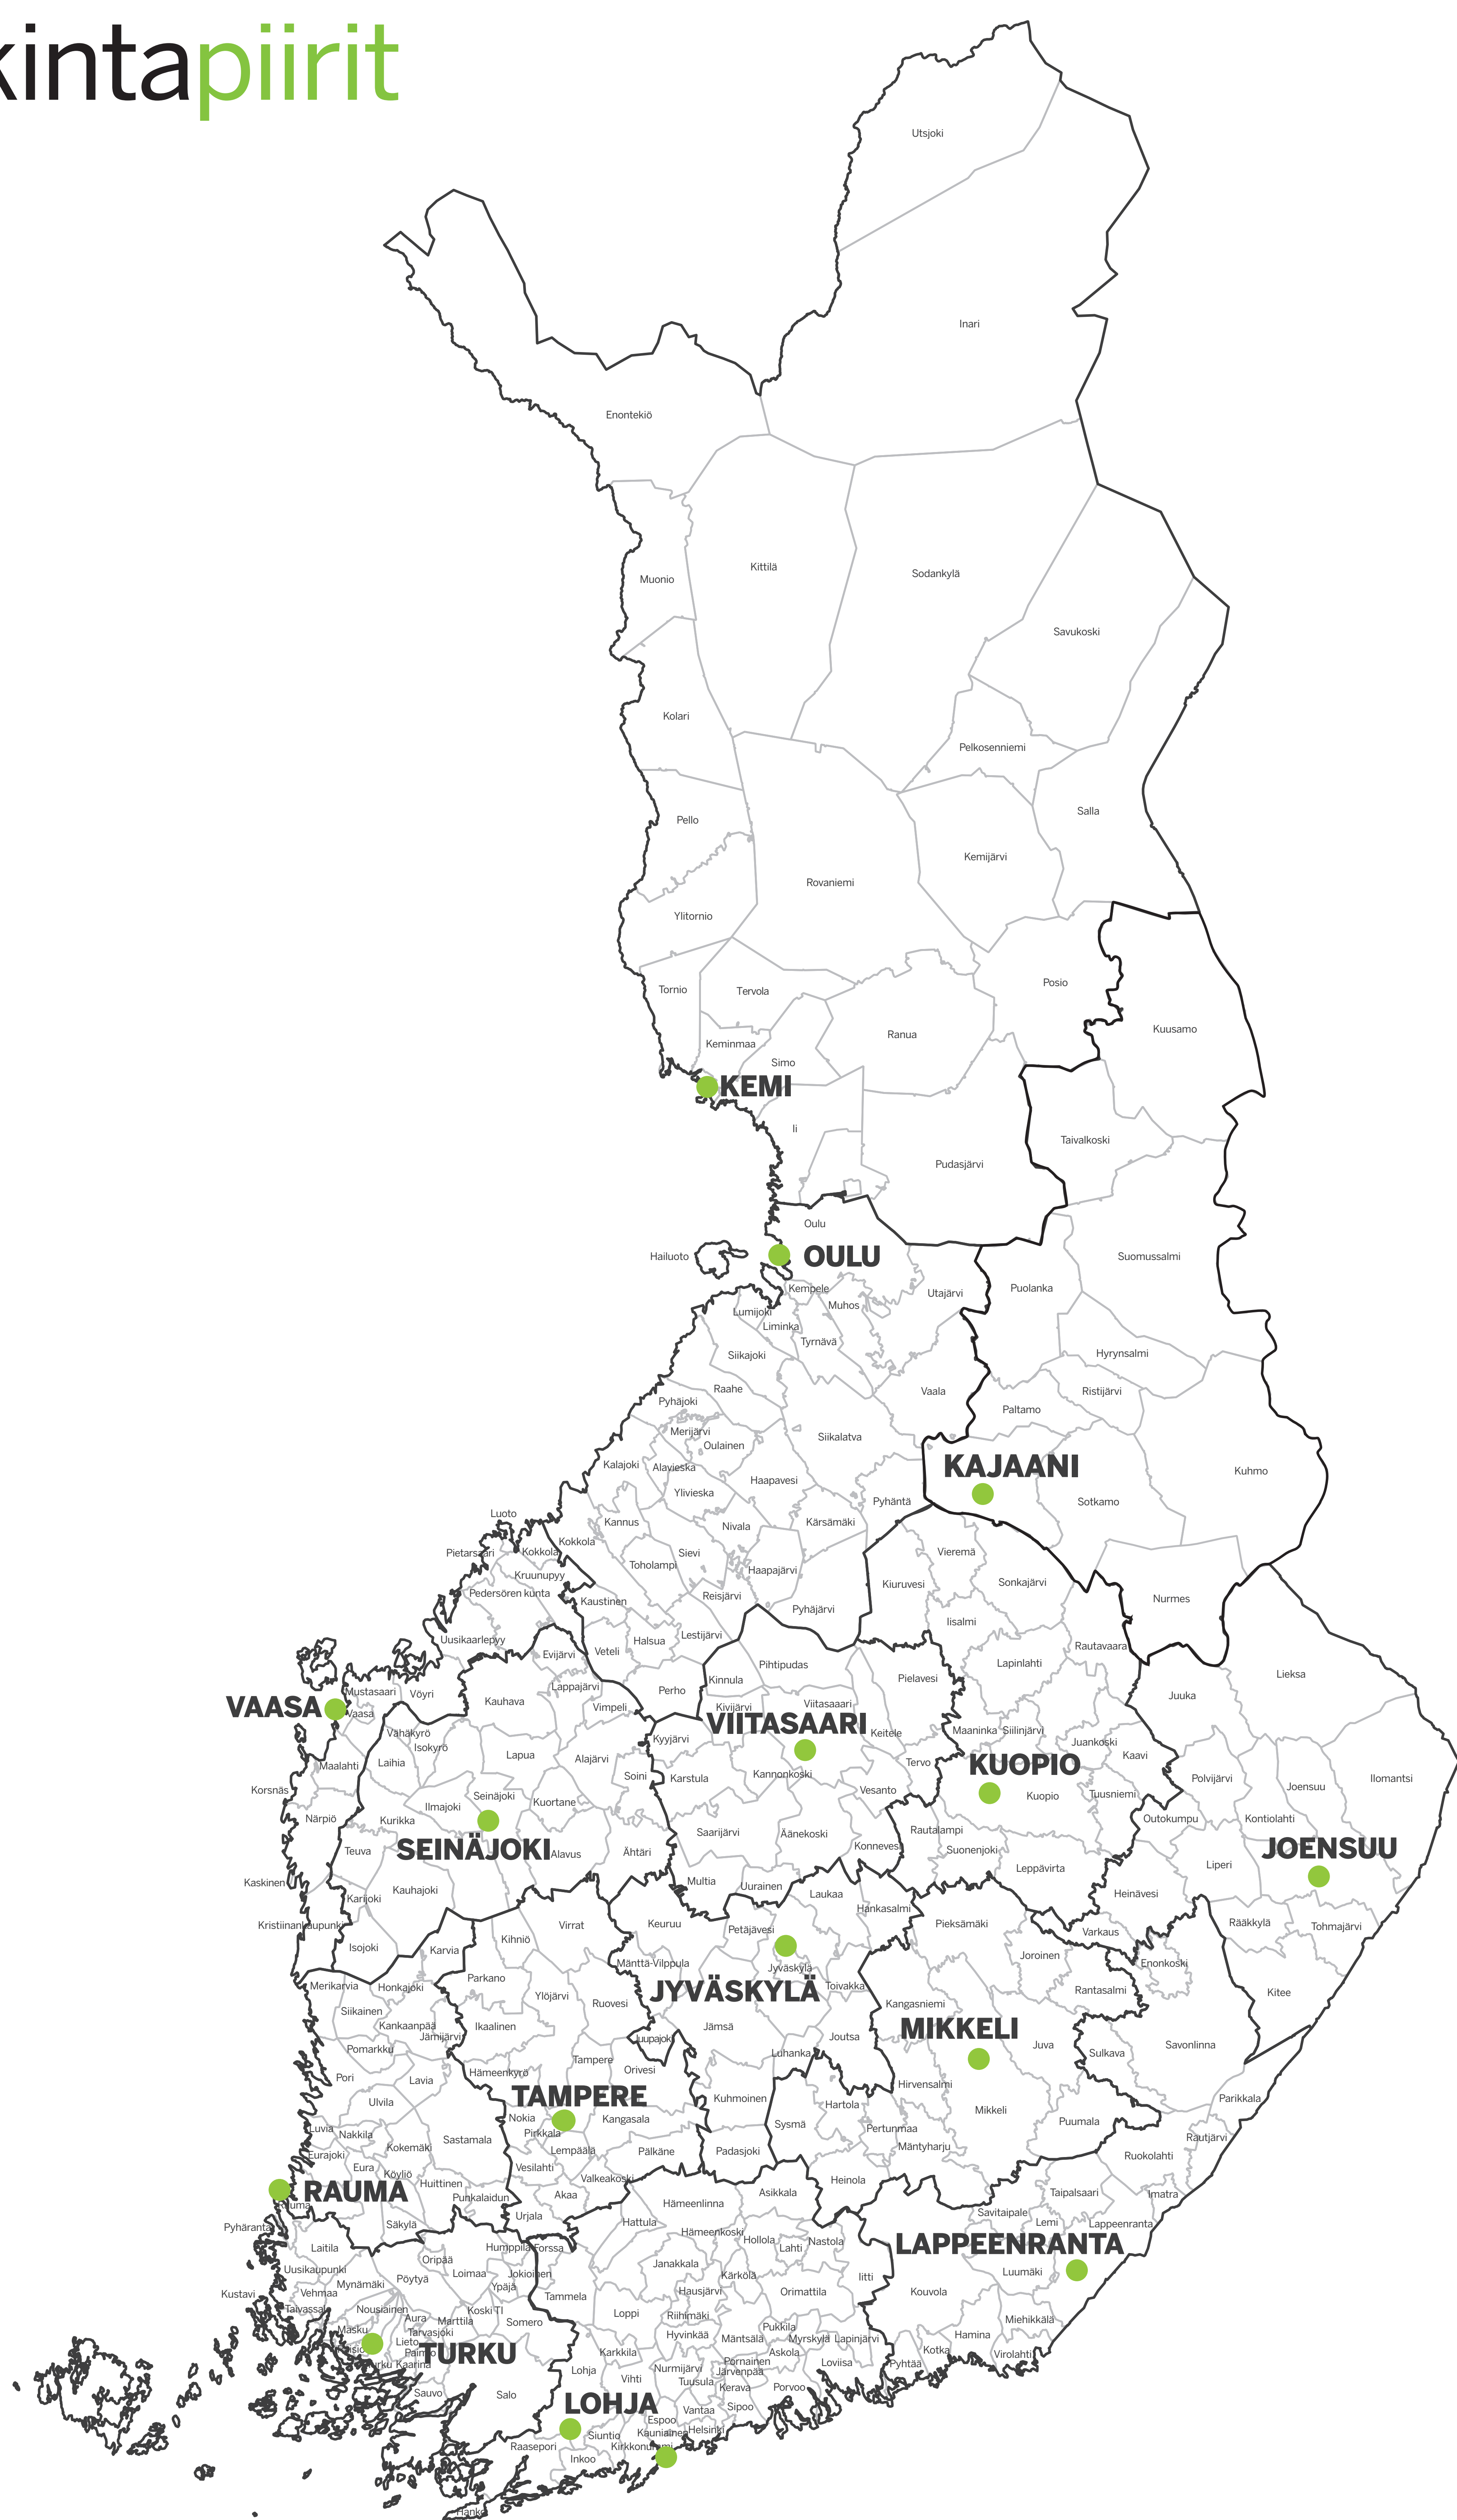 kintapiirit
Utsjoki
Inari
Enontekiö
Kittilä
Sodankylä
Muonio
Savukoski
Kolari
Pelkosenniemi
Salla
Pello
Kemijärvi
Rovaniemi
Ylitornio
Posio
Tornio
Tervola
Kuusamo
Ranua
Keminmaa
Simo
KEMI
Ii
Taivalkoski
Pudasjärvi
Oulu
Hailuoto
OULU
Suomussalmi
Kempele
Puolanka
Utajärvi
Muhos
Lumijoki
Liminka
Tyrnävä
Hyrynsalmi
Siikajoki
Raahe
Vaala
Ristijärvi
Pyhäjoki
Paltamo
Merijärvi
Siikalatva
Oulainen
Kalajoki
Alavieska
KAJAANI
Kuhmo
Haapavesi
Ylivieska
Pyhäntä
Sotkamo
Luoto
Kannus
Nivala
Kärsämäki
Kokkola
Pietarsaari
Kokkola
Sievi
Vieremä
Toholampi
Kruunupyy
Haapajärvi
Kiuruvesi
Sonkajärvi
Pedersören kunta
Reisjärvi
Kaustinen
Nurmes
Pyhäjärvi
Iisalmi
Uusikaarlepyy
Halsua
Lestijärvi
Evijärvi
Veteli
Rautavaara
Pihtipudas
Lapinlahti
Lieksa
Kinnula
Pielavesi
Lappajärvi
Perho
Mustasaari
Vöyri
Juuka
Kauhava
Vimpeli
Kivijärvi
Viitasaaari
VAASA
Vaasa
VIITASAARI
Vähäkyrö
Keitele
Maaninka
Siilinjärvi
Kyyjärvi
Juankoski
Isokyrö
Lapua
Kaavi
Alajärvi
Laihia
Maalahti
Tervo
KUOPIO
Soini
Karstula
Kannonkoski
Polvijärvi
Ilomantsi
Joensuu
Korsnäs
Vesanto
Seinäjoki
Kuopio
Tuusniemi
Kuortane
Ilmajoki
Närpiö
Kurikka
Outokumpu
Kontiolahti
Rautalampi
Saarijärvi
Äänekoski
SEINÄJOKI
JOENSUU
Konnevesi
Teuva
Alavus
Ähtäri
Suonenjoki
Liperi
Leppävirta
Kaskinen
Multia
Uurainen
Kauhajoki
Laukaa
Heinävesi
Karijoki
Hankasalmi
Kristiinankaupunki
Virrat
Keuruu
Pieksämäki
Rääkkylä
Tohmajärvi
Petäjävesi
Varkaus
Kihniö
Isojoki
Karvia
Joroinen
Mänttä-Vilppula
Enonkoski
Jyväskylä
Parkano
Merikarvia
Honkajoki
Toivakka
JYVÄSKYLÄ
Rantasalmi
Kitee
Ylöjärvi
Ruovesi
Kangasniemi
Siikainen
Kankaanpää
Ikaalinen
Jämsä
MIKKELI
Jämijärvi
Juupajoki
Joutsa
Juva
Savonlinna
Pomarkku
Luhanka
Sulkava
Tampere
Orivesi
Hämeenkyrö
Pori
Lavia
Hirvensalmi
TAMPERE
Kuhmoinen
Parikkala
Ulvila
Hartola
Mikkeli
Nokia
Kangasala
Sysmä
Puumala
Luvia
Nakkila
Pirkkala
Pertunmaa
Rautjärvi
Sastamala
Kokemäki
Mäntyharju
Lempäälä
Pälkäne
Padasjoki
Eurajoki
Ruokolahti
Eura
Köyliö
Vesilahti
Valkeakoski
Huittinen
Heinola
RAUMA
Akaa
Asikkala
Taipalsaari
Imatra
Punkalaidun
Rauma
Hämeenlinna
Urjala
Savitaipale
Säkylä
Hattula
Lemi
Lappeenranta
Pyhäranta
Hämeenkoski
Hollola
Nastola
LAPPEENRANTA
Laitila
Humppila
Forssa
Lahti
Oripää
Janakkala
Uusikaupunki
Loimaa
Jokioinen
Luumäki
Kärkölä
Iitti
Pöytyä
Mynämäki
Ypäjä
Kustavi
Vehmaa
Tammela
Hausjärvi
Orimattila
Kouvola
Taivassalo
Nousiainen
Koski Tl
Loppi
Riihimäki
Aura
Marttila
Somero
Miehikkälä
Masku
Tarvasjoki
Pukkila
Hyvinkää
Mäntsälä
Myrskylä
Lapinjärvi
Hamina
Lieto
TURKU
Kotka
Paimio
Karkkila
Askola
Virolahti
Turku
Kaarina
Lohja
Nurmijärvi
Pornainen
Loviisa
Pyhtää
Järvenpää
Vihti
Tuusula
Kerava
Porvoo
Sauvo
Salo
LOHJA
Sipoo
Vantaa
Espoo
Siuntio
Kauniainen
Helsinki
Raasepori
Kirkkonummi
Inkoo
Hanko